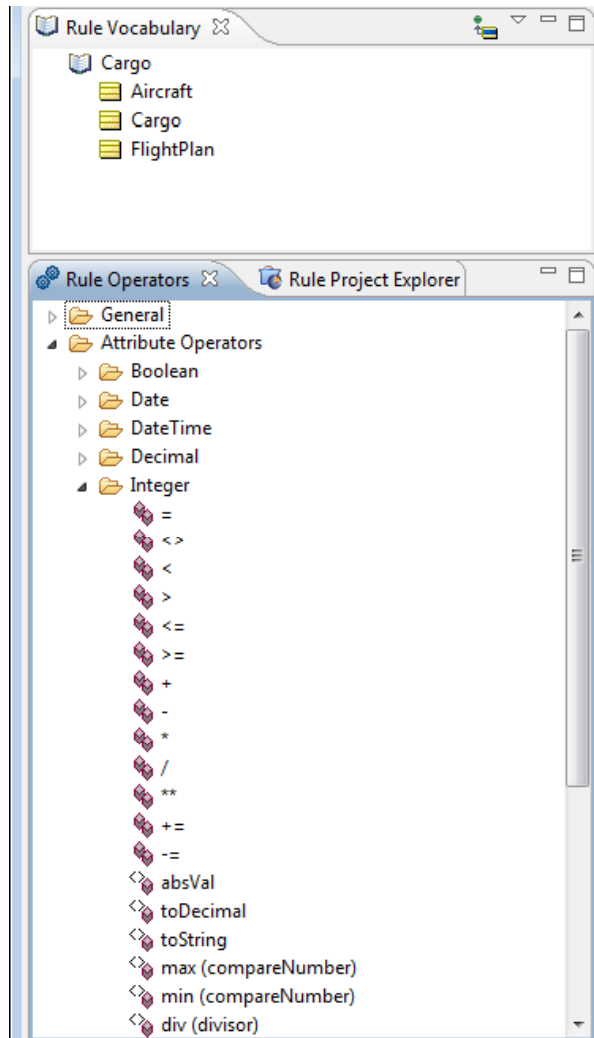 Rule Vocabulary
Cargo
Aircraft
Cargo
FlightPlan
Rule Operators Rule Project Explorer
General
Attribute Operators
Boolean
Date
DateTime
Decimal
Integer
=
<>
<
>
<=
>=
+
-
*
/
**
+=
-=
absVal
toDecimal
toString
max (compareNumber)
min (compareNumber)
div (divisor)